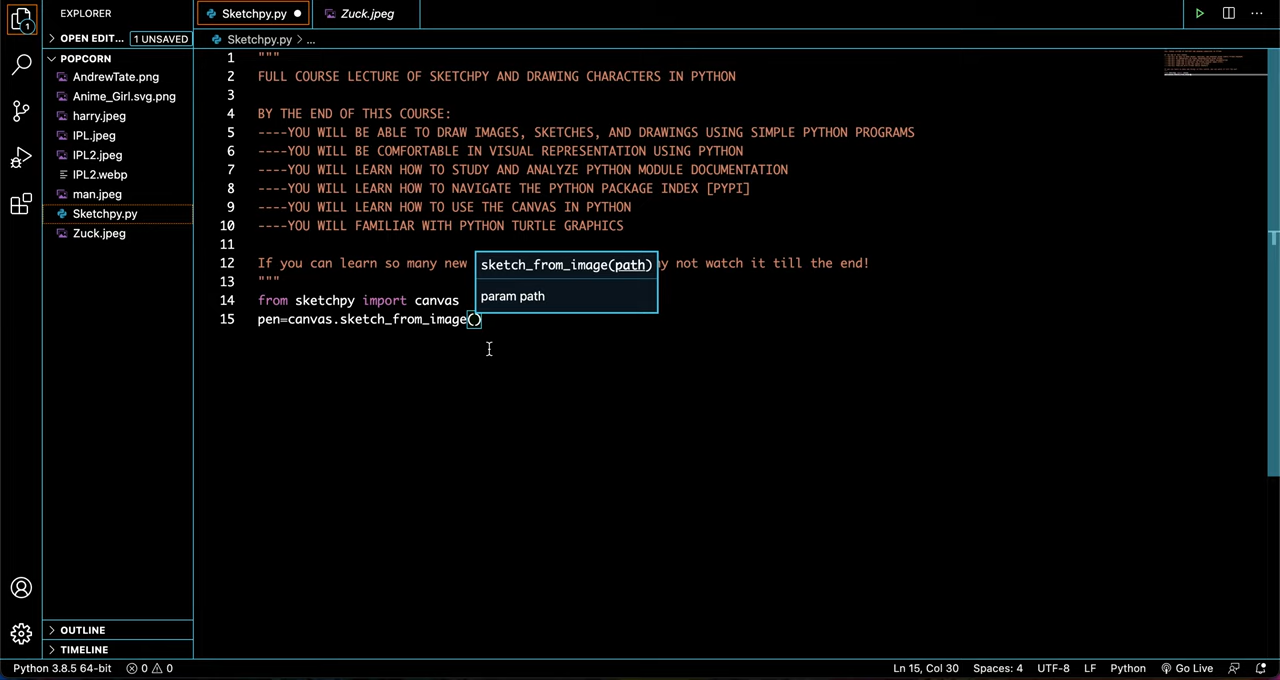 EXPLORER
Sketchpy.py
Zuck.jpeg
OPEN EDIT... 1 UNSAVED
Sketchpy.py > ...
POPCORN
AndrewTate.png
Anime_Girl.svg.png
harry.jpeg
IPL.jpeg
IPL2.jpeg
IPL2.webp
man.jpeg
Sketchpy.py
Zuck.jpeg
1 """
2 FULL COURSE LECTURE OF SKETCHPY AND DRAWING CHARACTERS IN PYTHON
3
4 BY THE END OF THIS COURSE:
5 ----YOU WILL BE ABLE TO DRAW IMAGES, SKETCHES, AND DRAWINGS USING SIMPLE PYTHON PROGRAMS
6 ----YOU WILL BE COMFORTABLE IN VISUAL REPRESENTATION USING PYTHON
7 ----YOU WILL LEARN HOW TO STUDY AND ANALYZE PYTHON MODULE DOCUMENTATION
8 ----YOU WILL LEARN HOW TO NAVIGATE THE PYTHON PACKAGE INDEX [PYPI]
9 ----YOU WILL LEARN HOW TO USE THE CANVAS IN PYTHON
10 ----YOU WILL FAMILIAR WITH PYTHON TURTLE GRAPHICS
11
12 If you can learn so many new hy not watch it till the end!
13 """
14 from sketchpy import canvas
15 pen=canvas.sketch_from_image()
sketch_from_image(path)
param path
1
OUTLINE
TIMELINE
Python 3.8.5 64-bit 0 0
Ln 15, Col 30 Spaces: 4 UTF-8 LF Python Go Live